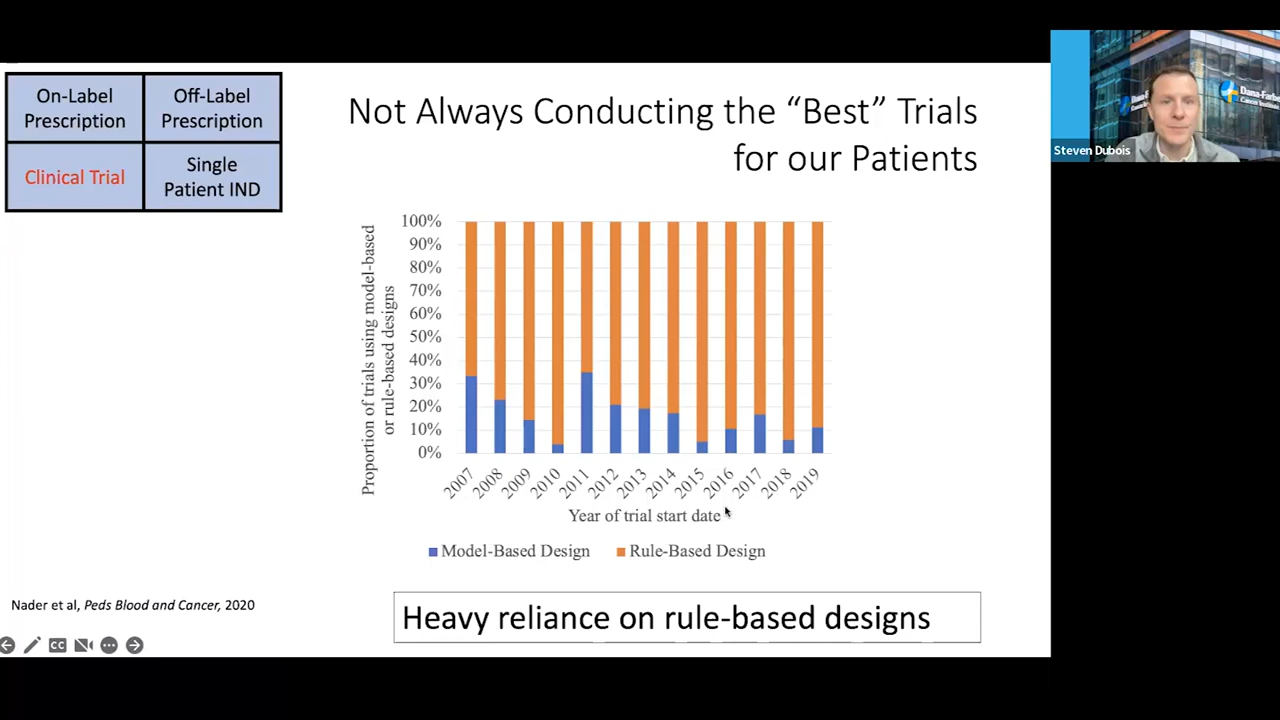 On-Label
Prescription
Off-Label
Prescription
Clinical Trial
Single
Patient IND
Not Always Conducting the “Best” Trials
for our Patients
Proportion of trials using model-based
or rule-based designs
100%
90%
80%
70%
60%
50%
40%
30%
20%
10%
0%
2007
2008
2009
2010
2011
2012
2013
2014
2015
2016
2017
2018
2019
Year of trial start date
Model-Based Design
Rule-Based Design
Heavy reliance on rule-based designs
Nader et al, Peds Blood and Cancer, 2020
CC
Steven Dubois